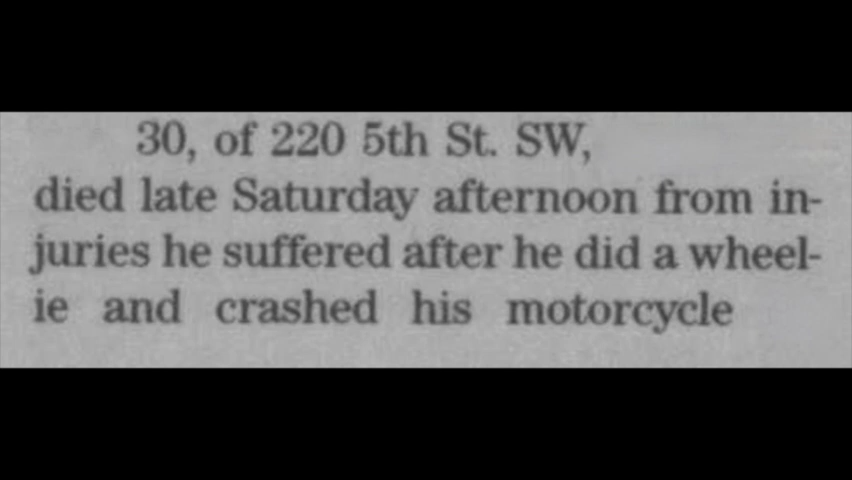 30, of 220 5th St. SW,
died late Saturday afternoon from in-
juries he suffered after he did a wheel-
ie and crashed his motorcycle